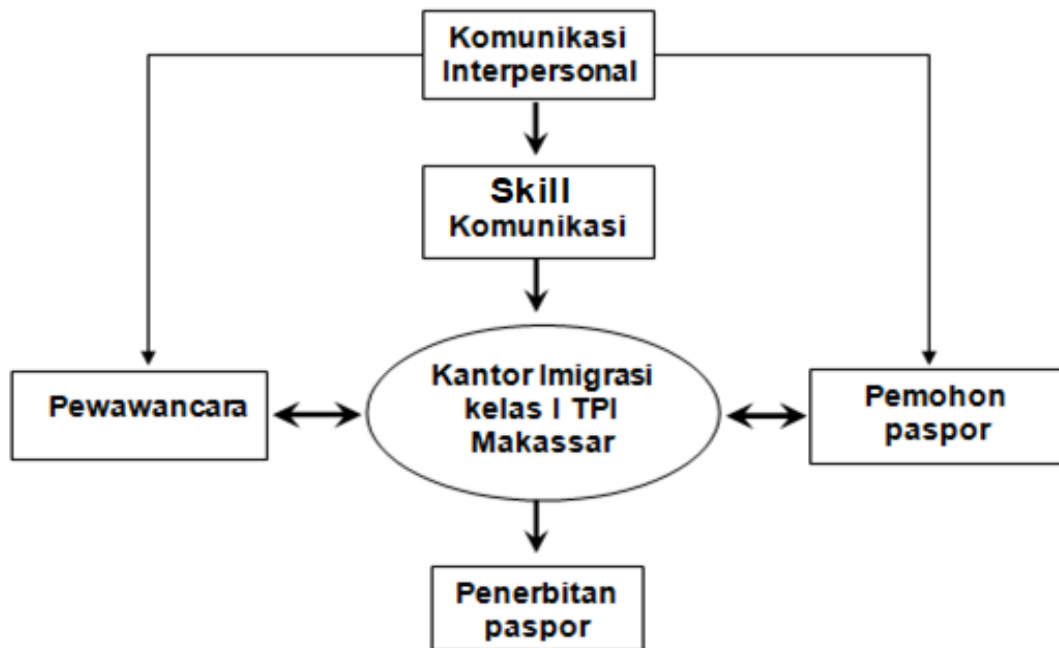 Komunikasi
Interpersonal
Skill
Komunikasi
Kantor Imigrasi
kelas I TPI
Makassar
Pewawancara
Pemohon
paspor
Penerbitan
paspor